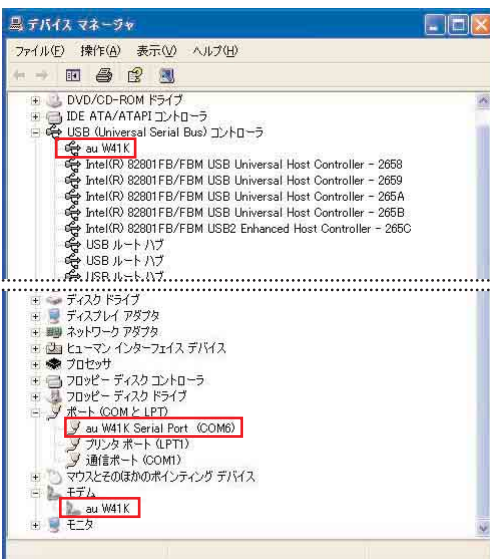 デバイス マネージャ
ファイル(F) 操作(A) 表示(V) ヘルプ(H)
DVD/CD-ROM ドライブ
IDE ATA/ATAPI コントローラ
USB (Universal Serial Bus) コントローラ
au W41K
Intel(R) 82801FB/FBM USB Universal Host Controller - 2658
Intel(R) 82801FB/FBM USB Universal Host Controller - 2659
Intel(R) 82801FB/FBM USB Universal Host Controller - 265A
Intel(R) 82801FB/FBM USB Universal Host Controller - 265B
Intel(R) 82801FB/FBM USB2 Enhanced Host Controller - 265C
USB ルート ハブ
USB ルート ハブ
USB ルート ハブ
ディスク ドライブ
ディスプレイ アダプタ
ネットワーク アダプタ
ヒューマン インターフェイス デバイス
プロセッサ
フロッピー ディスク コントローラ
フロッピー ディスク ドライブ
ポート (COM と LPT)
au W41K Serial Port (COM6)
プリンタ ポート (LPT1)
通信ポート (COM1)
マウスとそのほかのポインティング デバイス
モデム
au W41K
モニタ